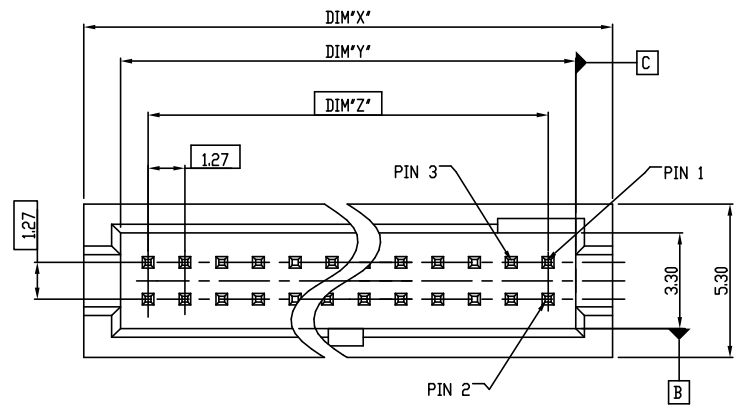 DIM"X"
DIM"Y"
C
DIM"Z"
1.27
PIN 3
PIN 1
1.27
3.30
5.30
PIN 2
B